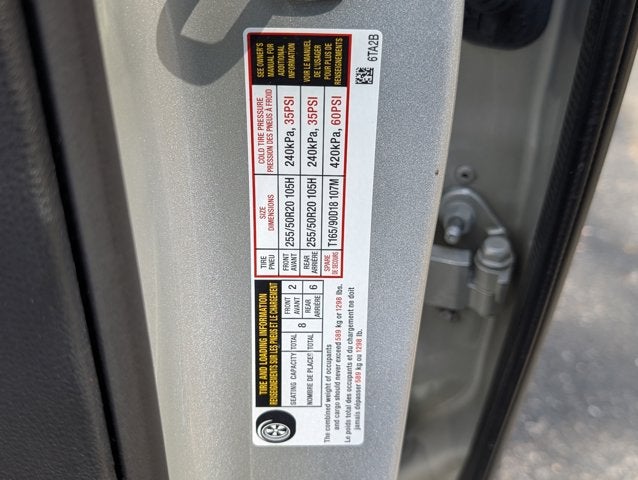 TIRE AND LOADING INFORMATION
RENSEIGNEMENTS SUR LES PNEUS ET LE CHARGEMENT
SEATING CAPACITY TOTAL 8 FRONT AVANT 2 REAR ARRIÈRE 6
NOMBRE DE PLACES TOTAL
The combined weight of occupants
and cargo should never exceed 589 kg or 1298 lbs.
Le poids total des occupants et du chargement ne doit
jamais dépasser 589 kg ou 1298 lb.
TIRE PNEU
SIZE DIMENSIONS
COLD TIRE PRESSURE
PRESSION DES PNEUS À FROID
FRONT AVANT 255/50R20 105H 240kPa, 35PSI
REAR ARRIÈRE 255/50R20 105H 240kPa, 35PSI
SPARE DE SECOURS T165/90D18 107M 420kPa, 60PSI
SEE OWNER'S
MANUAL FOR
ADDITIONAL
INFORMATION
VOIR LE MANUEL
DE L'USAGER
POUR PLUS DE
RENSEIGNEMENTS
6TA2B